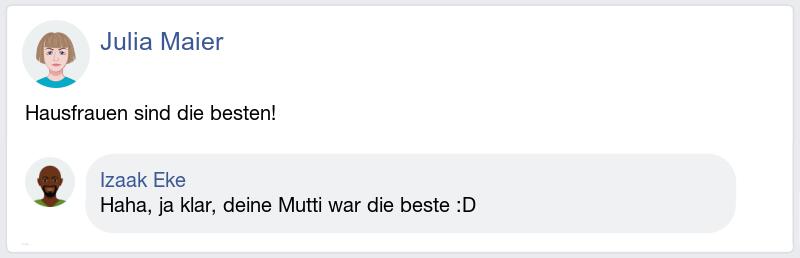 Julia Maier
Hausfrauen sind die besten!
Izaak Eke
Haha, ja klar, deine Mutti war die beste :D